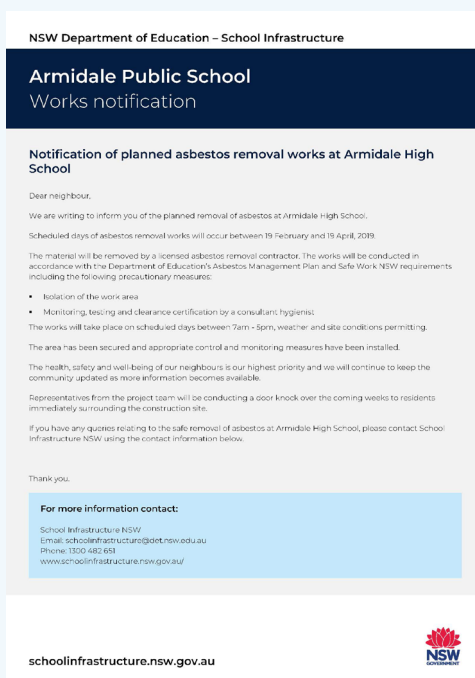 NSW Department of Education – School Infrastructure
Armidale Public School
Works notification
Notification of planned asbestos removal works at Armidale High
School
Dear neighbour,
We are writing to inform you of the planned removal of asbestos at Armidale High School.
Scheduled days of asbestos removal works will occur between 19 February and 19 April, 2019.
The material will be removed by a licensed asbestos removal contractor. The works will be conducted in
accordance with the Department of Education's Asbestos Management Plan and Safe Work NSW requirements
including the following precautionary measures:
• Isolation of the work area
• Monitoring, testing and clearance certification by a consultant hygienist
The works will take place on scheduled days between 7am - 5pm, weather and site conditions permitting.
The area has been secured and appropriate control and monitoring measures have been installed.
The health, safety and well-being of our neighbours is our highest priority and we will continue to keep the
community updated as more information becomes available.
Representatives from the project team will be conducting a door knock over the coming weeks to residents
immediately surrounding the construction site.
If you have any queries relating to the safe removal of asbestos at Armidale High School, please contact School
Infrastructure NSW using the contact information below.
Thank you.
For more information contact:
School Infrastructure NSW
Email: schoolinfrastructure@det.nsw.edu.au
Phone: 1300 482 651
www.schoolinfrastructure.nsw.gov.au/
schoolinfrastructure.nsw.gov.au
NSW
GOVERNMENT